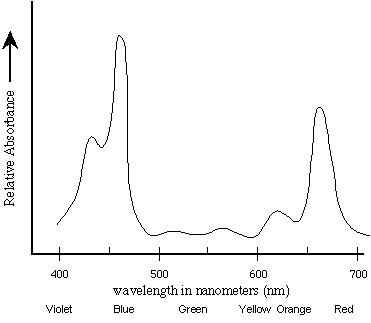 Relative Absorbance
400 500 600 700
wavelength in nanometers (nm)
Violet Blue Green Yellow Orange Red